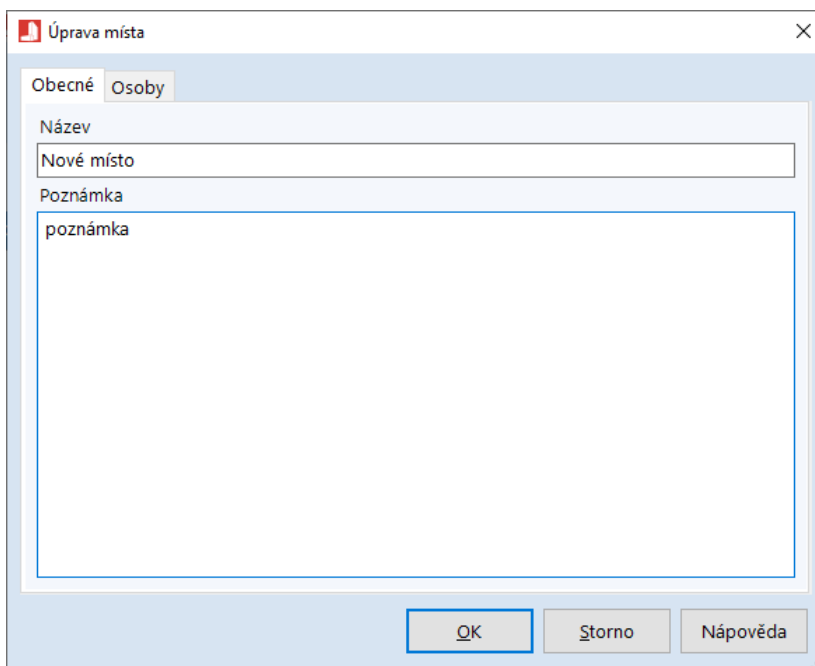 Úprava místa
Obecné Osoby
Název
Nové místo
Poznámka
poznámka
OK Storno Nápověda